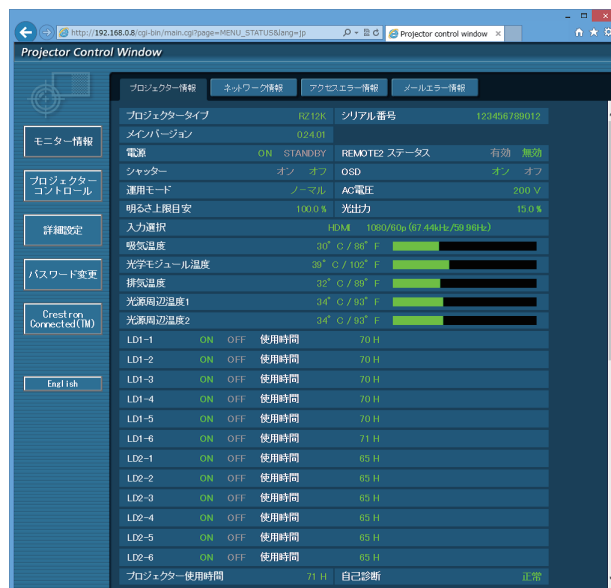 http://192.168.0.8/cgi-bin/main.cgi?page=MENU_STATUS&lang=jp
Projector control window
Projector Control Window
プロジェクター情報 ネットワーク情報 アクセスエラー情報 メールエラー情報
モニター情報
プロジェクター
コントロール
詳細設定
パスワード変更
Crestron
Connected(TM)
English
プロジェクタータイプ RZ12K シリアル番号 123456789012
メインバージョン 0.24.01
電源 ON STANDBY REMOTE2 ステータス 有効 無効
シャッター オン オフ OSD オン オフ
運用モード ノーマル AC電圧 200 V
明るさ上限目安 100.0 % 光出力 15.0 %
入力選択 HDMI 1080/60p (67.44kHz/59.96Hz)
吸気温度 30° C / 86° F
光学モジュール温度 39° C / 102° F
排気温度 32° C / 89° F
光源周辺温度1 34° C / 93° F
光源周辺温度2 34° C / 93° F
LD1-1 ON OFF 使用時間 70 H
LD1-2 ON OFF 使用時間 70 H
LD1-3 ON OFF 使用時間 70 H
LD1-4 ON OFF 使用時間 70 H
LD1-5 ON OFF 使用時間 70 H
LD1-6 ON OFF 使用時間 71 H
LD2-1 ON OFF 使用時間 65 H
LD2-2 ON OFF 使用時間 65 H
LD2-3 ON OFF 使用時間 65 H
LD2-4 ON OFF 使用時間 65 H
LD2-5 ON OFF 使用時間 65 H
LD2-6 ON OFF 使用時間 65 H
プロジェクター使用時間 71 H 自己診断 正常